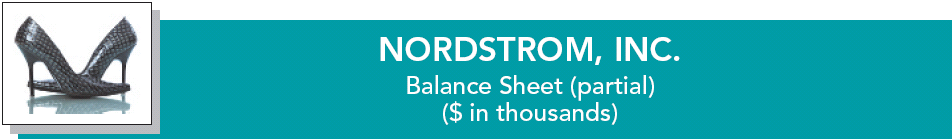 NORDSTROM, INC.
Balance Sheet (partial)
($ in thousands)